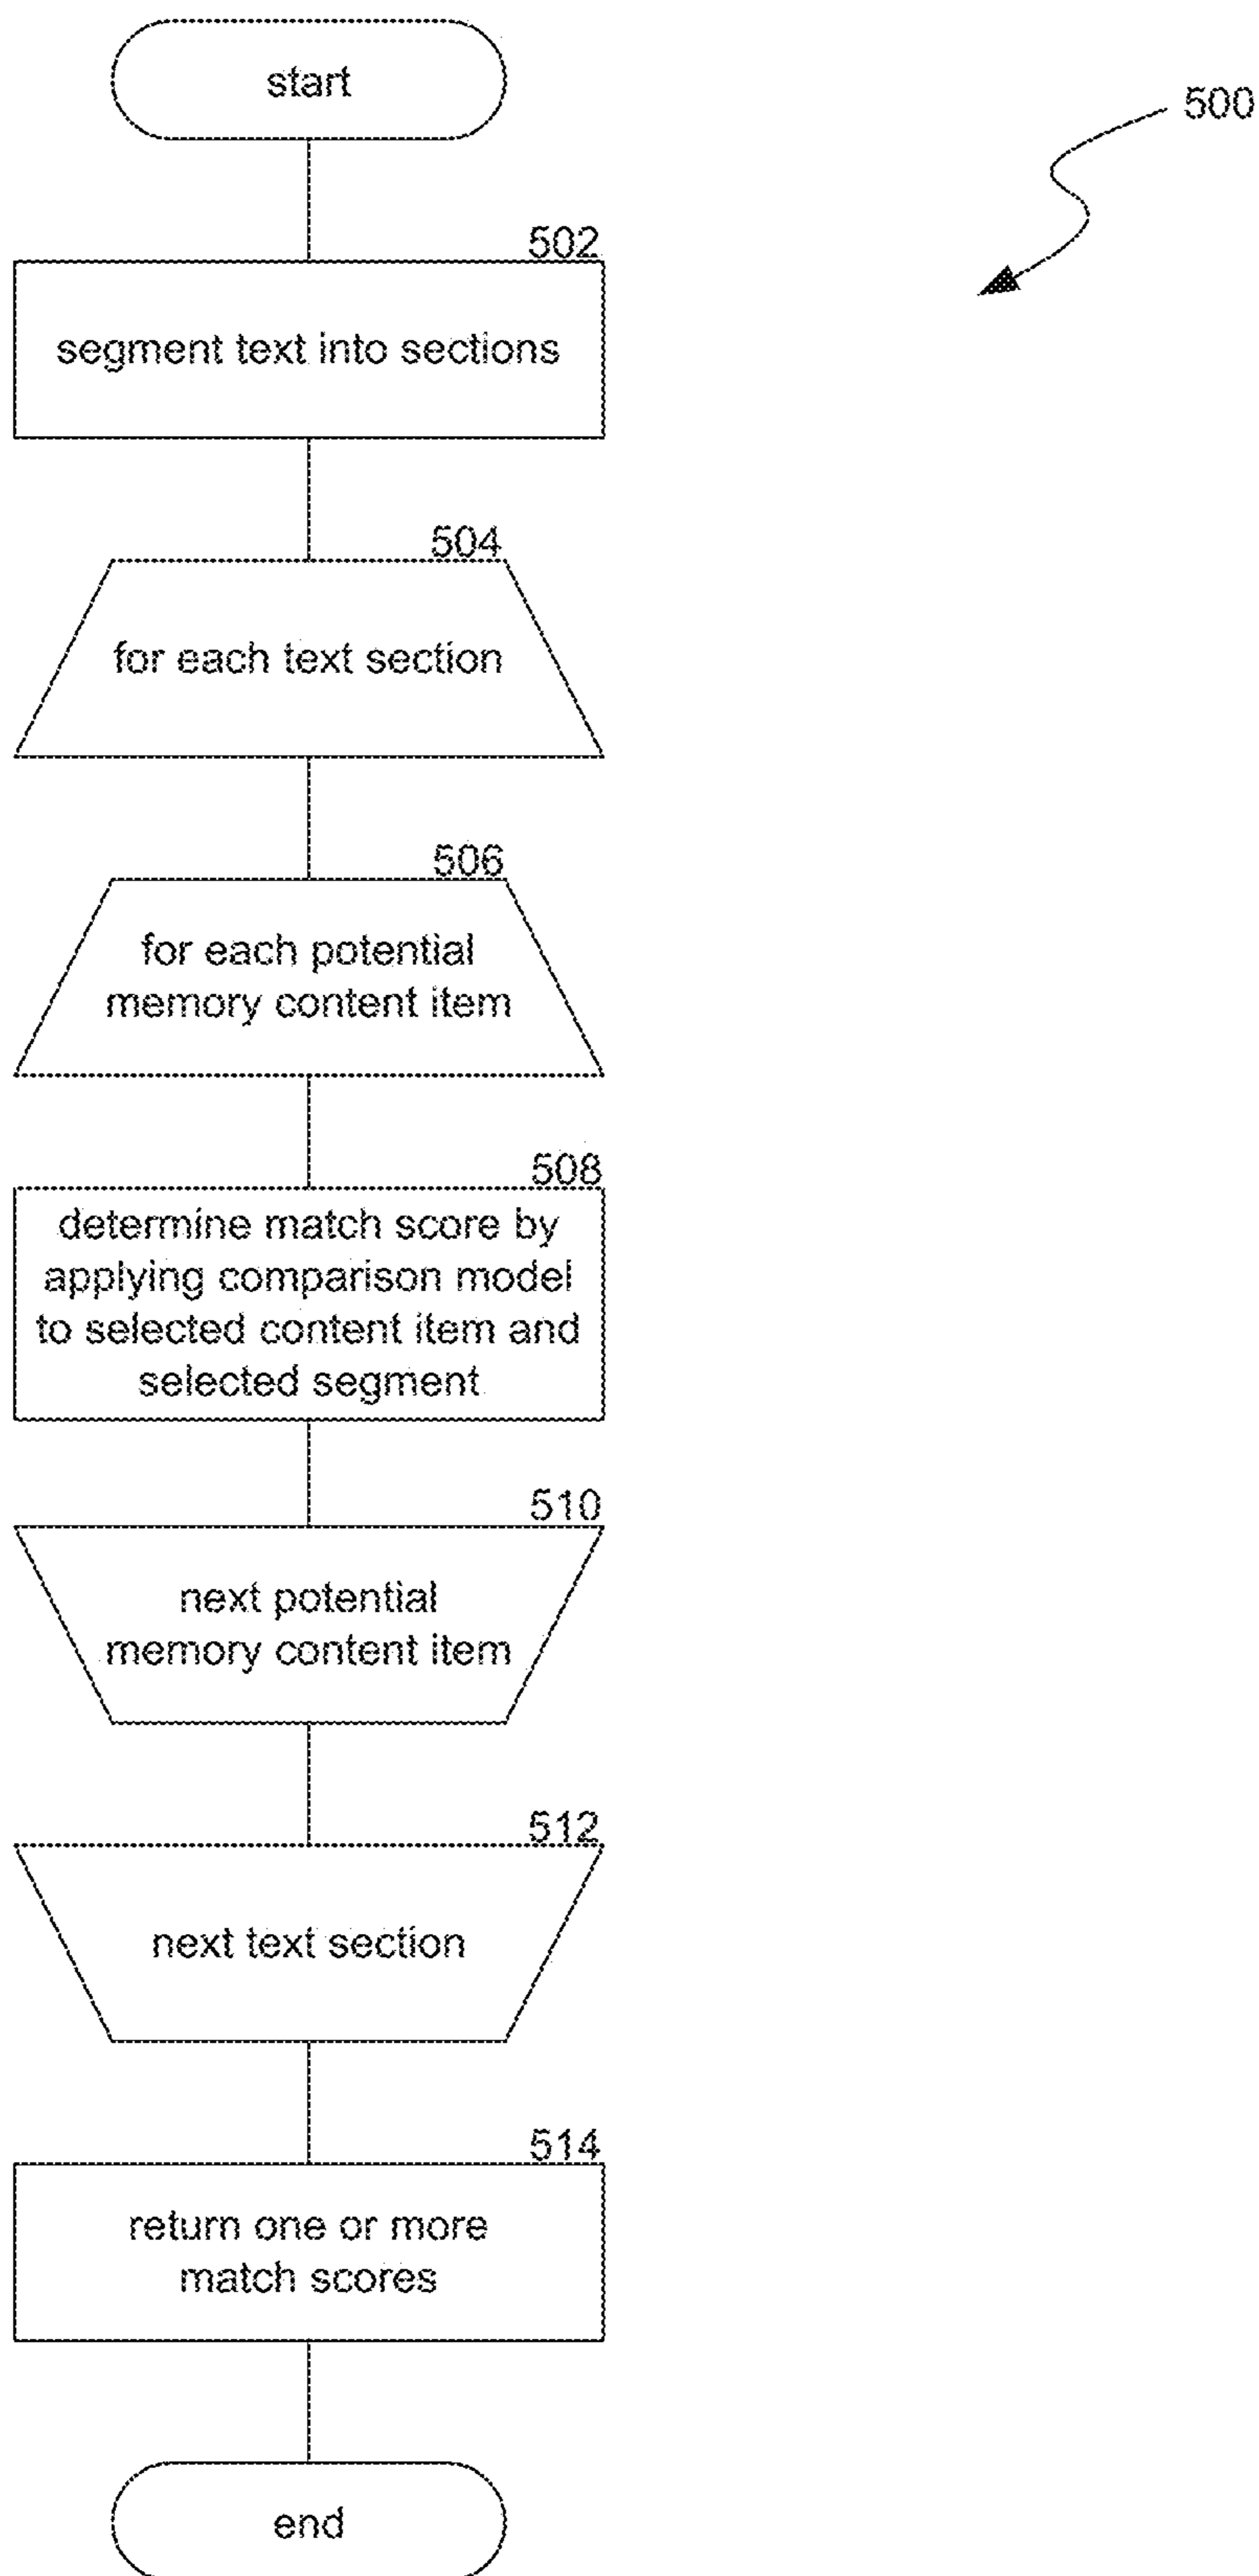 start
500
502
segment text into sections
504
for each text section
506
for each potential
memory content item
508
determine match score by
applying comparison model
to selected content item and
selected segment
510
next potential
memory content item
512
next text section
514
return one or more
match scores
end